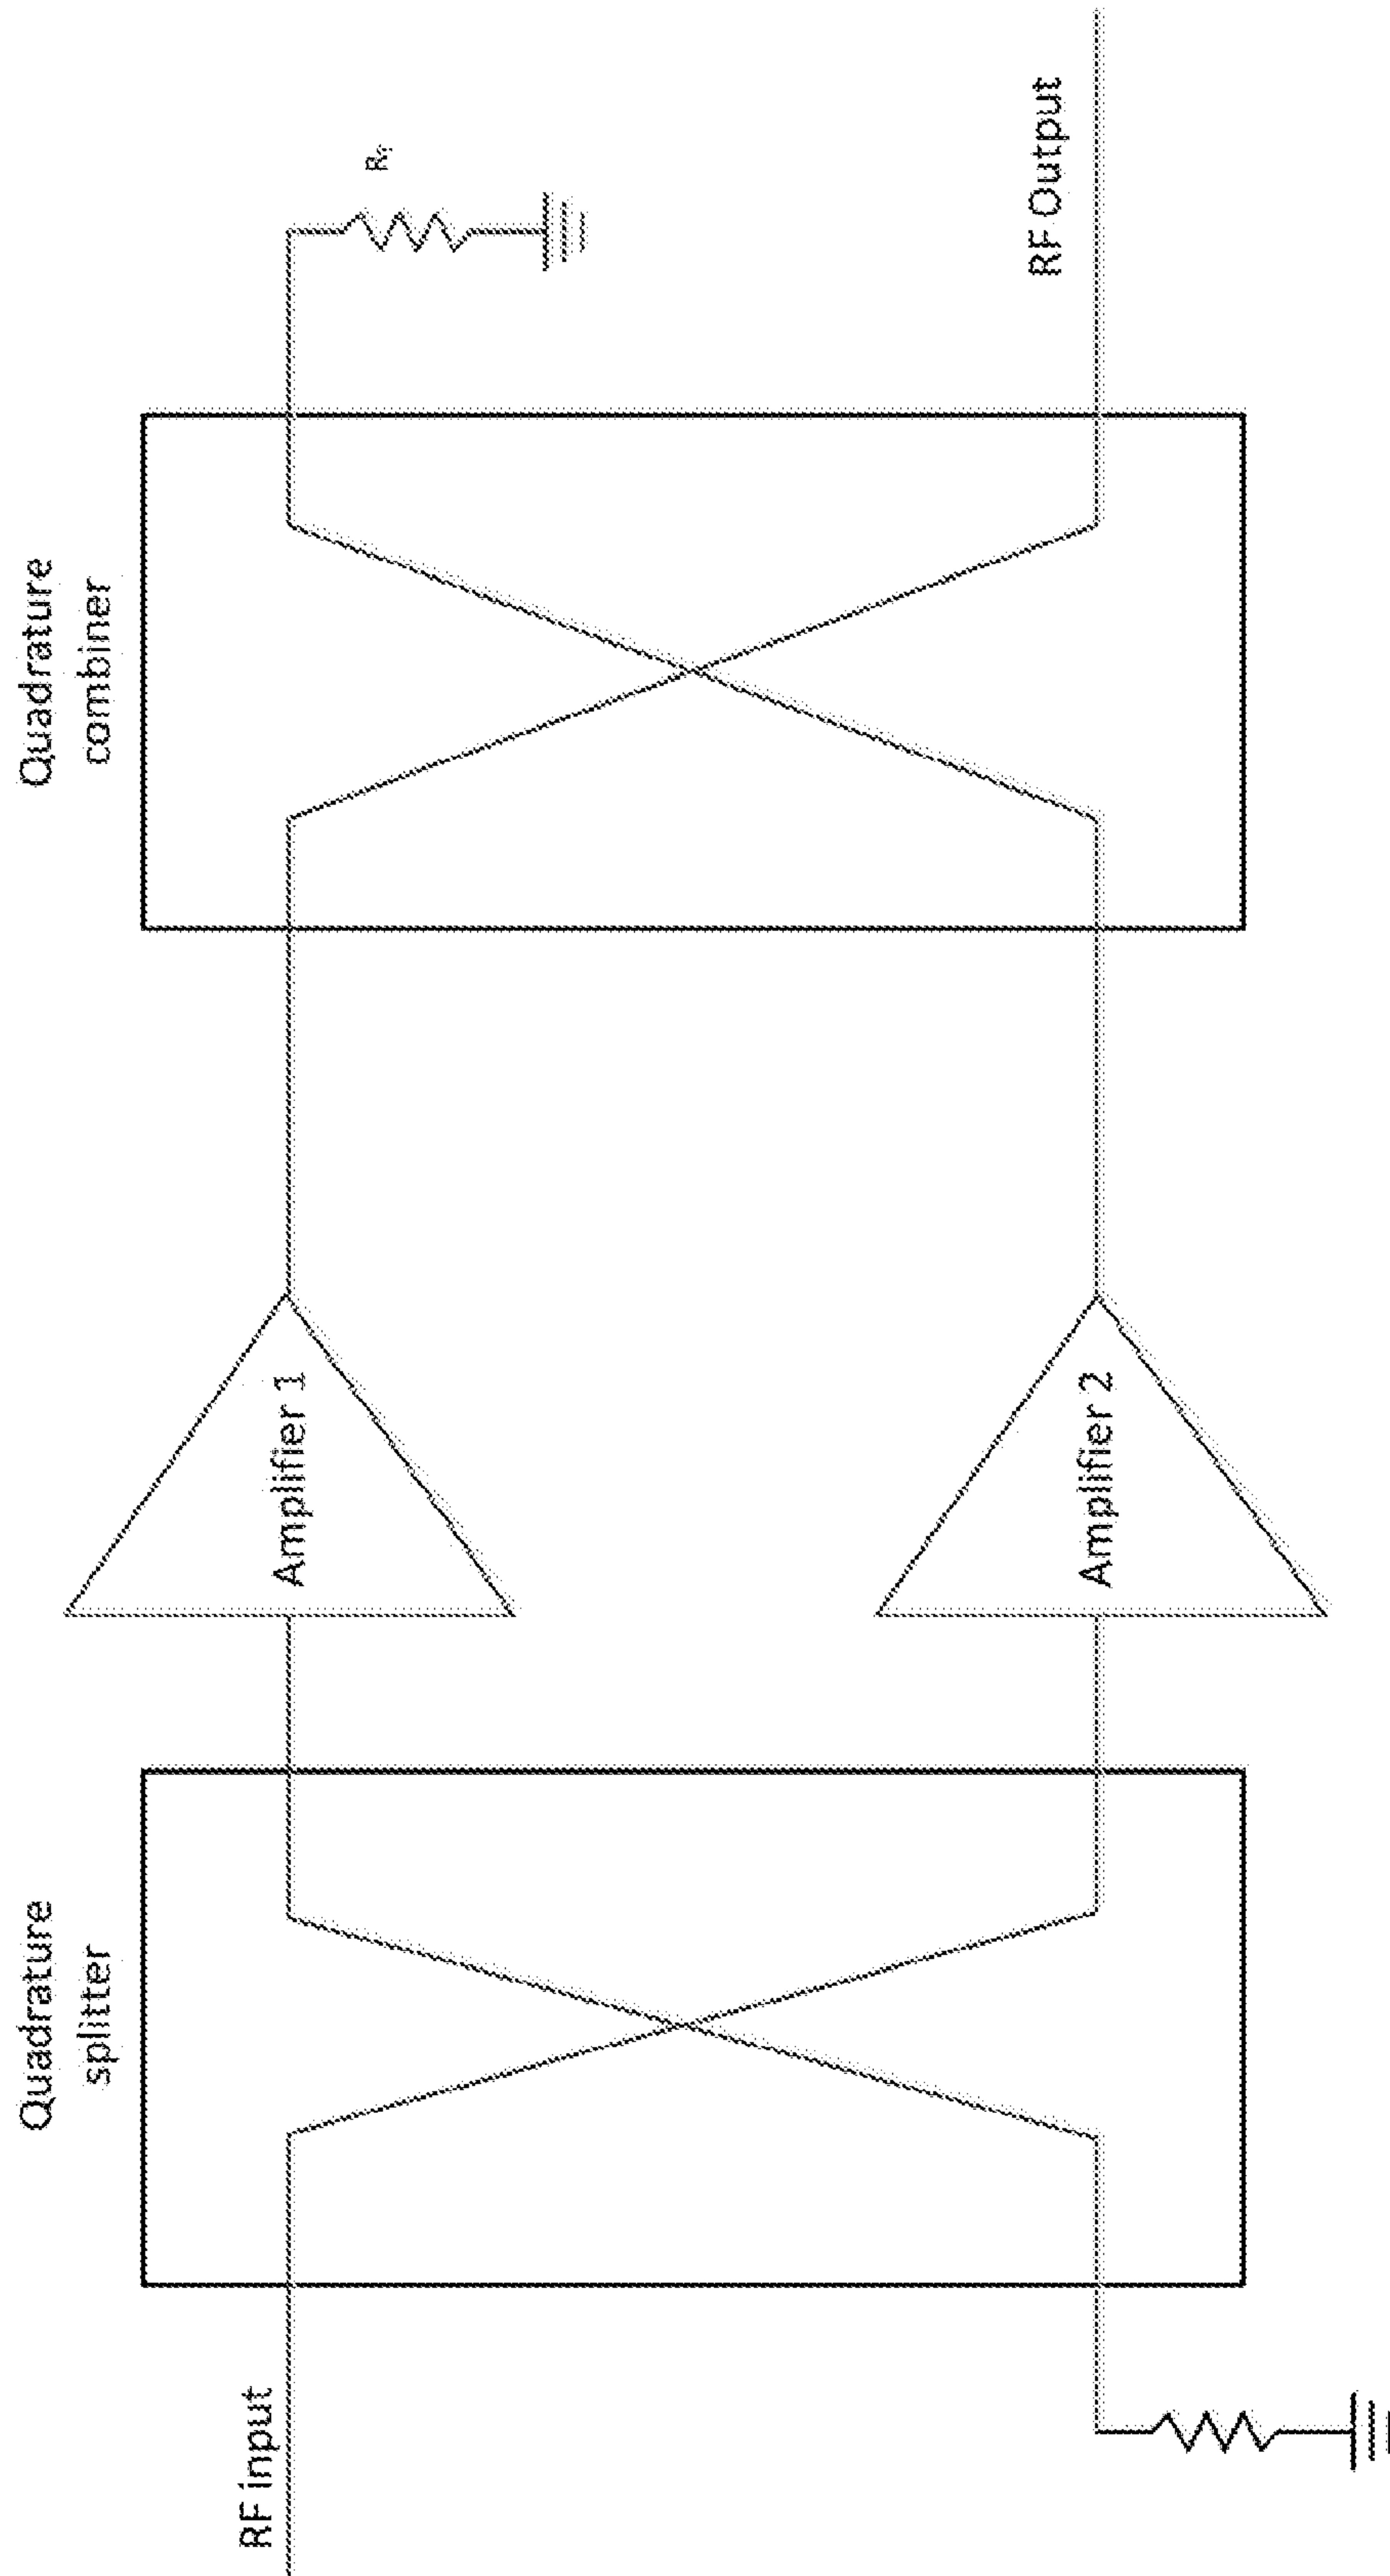 RF input
Quadrature
splitter
Amplifier 1
Amplifier 2
Quadrature
combiner
RF Output